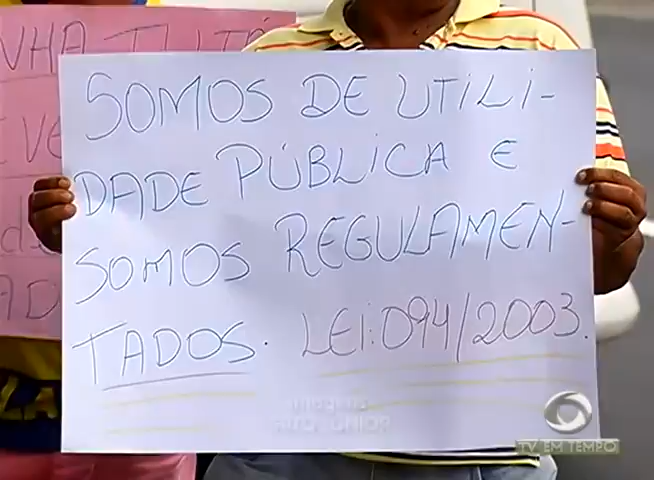 SOMOS DE UTILI-
DADE PÚBLICA E
SOMOS REGULAMEN-
TADOS. LEI:094/2003.
TV EM TEMPO